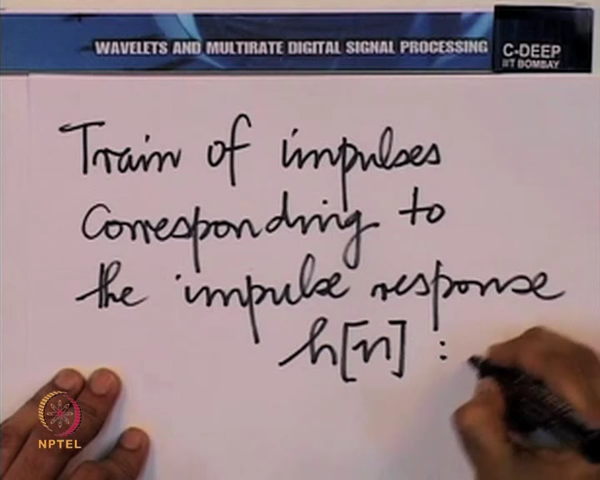 WAVELETS AND MULTIRATE DIGITAL SIGNAL PROCESSING
C-DEEP
IIT BOMBAY
Train of impulses
Corresponding to
the impulse response
h[n] :
NPTEL